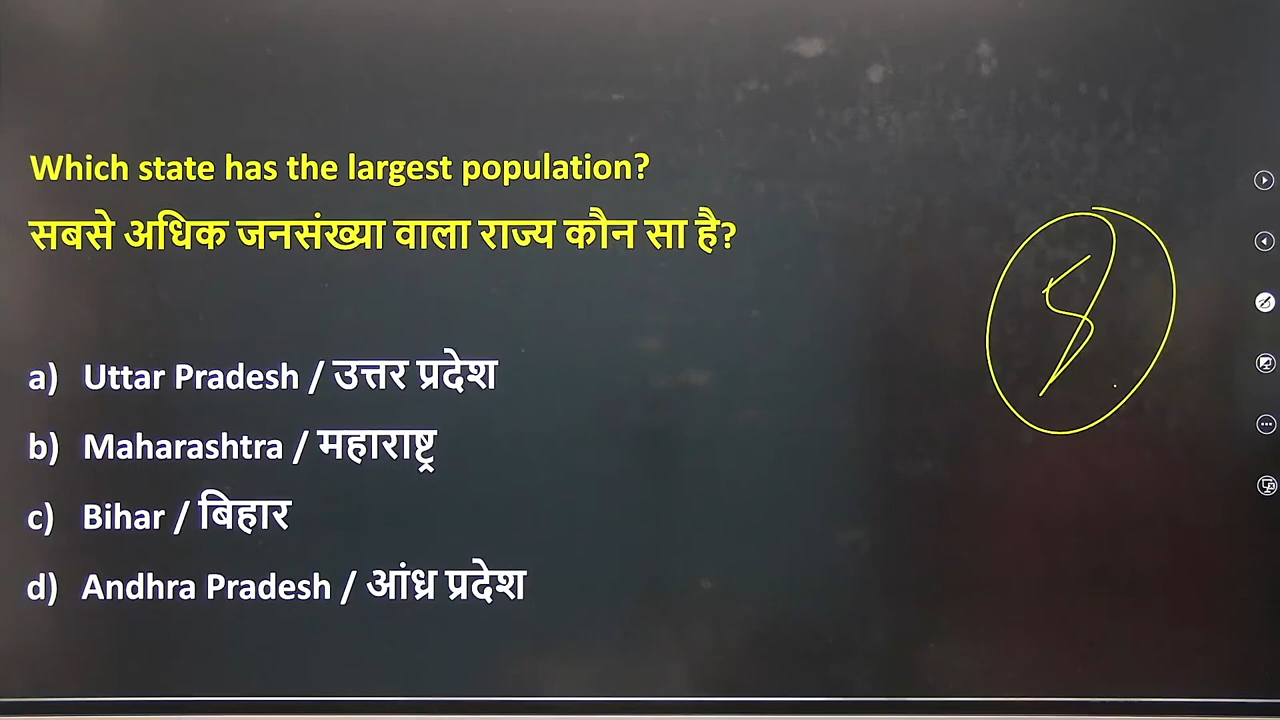 Which state has the largest population?
सबसे अधिक जनसंख्या वाला राज्य कौन सा है?
a) Uttar Pradesh / उत्तर प्रदेश
b) Maharashtra / महाराष्ट्र
c) Bihar / बिहार
d) Andhra Pradesh / आंध्र प्रदेश